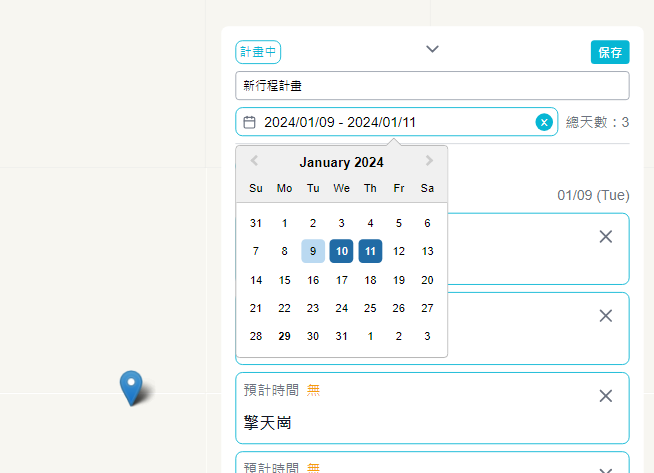 計畫中
保存
新行程計畫
2024/01/09 - 2024/01/11
總天數：3
January 2024
Su Mo Tu We Th Fr Sa
01/09 (Tue)
31 1 2 3 4 5 6
7 8 9 10 11 12 13
14 15 16 17 18 19 20
21 22 23 24 25 26 27
28 29 30 31 1 2 3
預計時間 無
擎天崗
預計時間 無